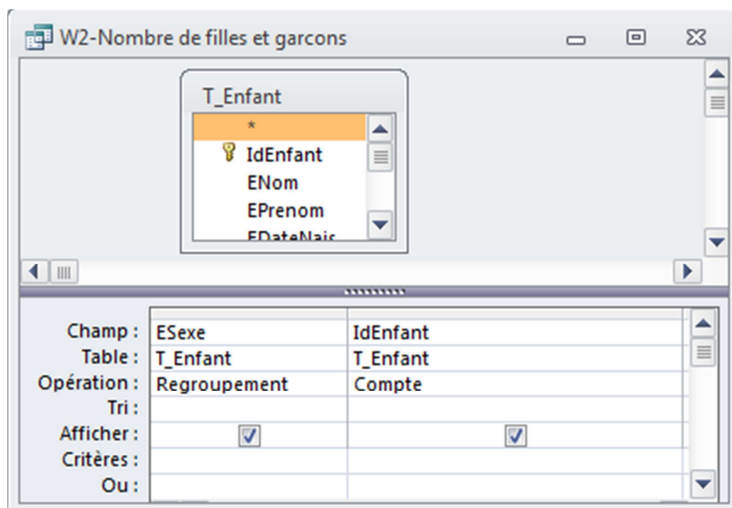 W2-Nombre de filles et garcons
T_Enfant
*
IdEnfant
ENom
EPrenom
EDateNais
Champ : ESexe IdEnfant
Table : T_Enfant T_Enfant
Opération : Regroupement Compte
Tri :
Afficher :
Critères :
Ou :